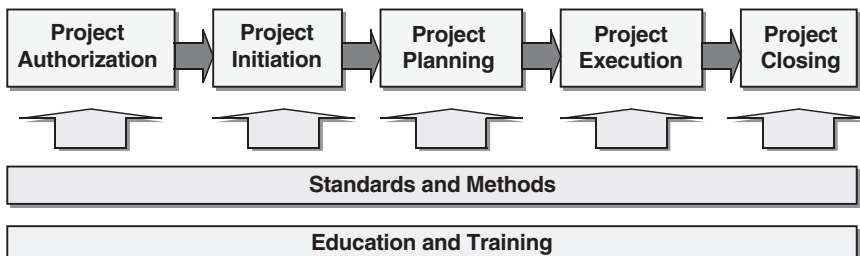 Project
Authorization
Project
Initiation
Project
Planning
Project
Execution
Project
Closing
Standards and Methods
Education and Training